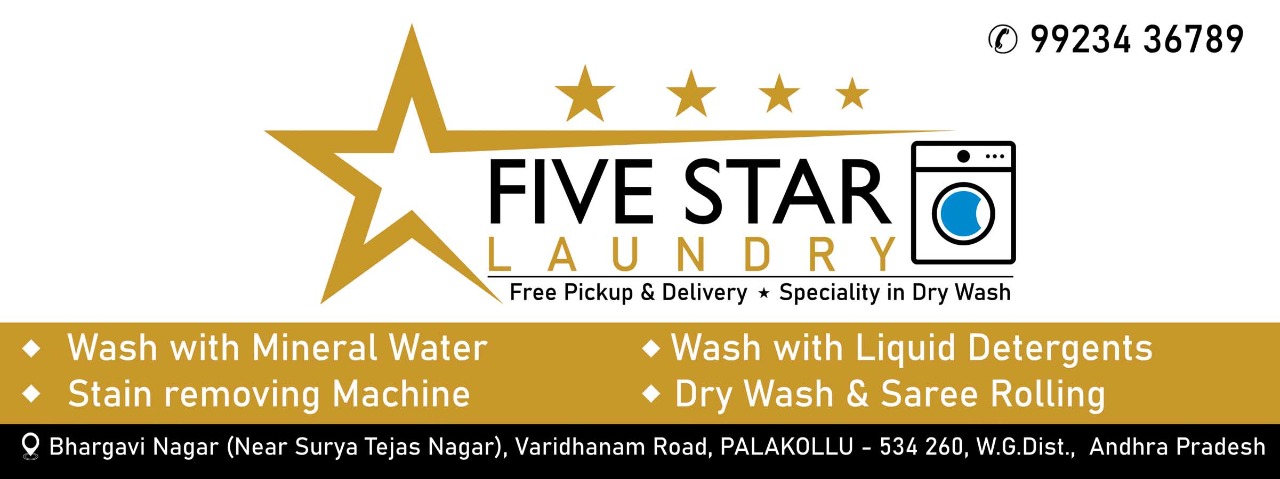 ✆ 99234 36789
FIVE STAR
LAUNDRY
Free Pickup & Delivery ★ Speciality in Dry Wash
◆ Wash with Mineral Water
◆ Wash with Liquid Detergents
◆ Stain removing Machine
◆ Dry Wash & Saree Rolling
Bhargavi Nagar (Near Surya Tejas Nagar), Varidhanam Road, PALAKOLLU - 534 260, W.G.Dist., Andhra Pradesh